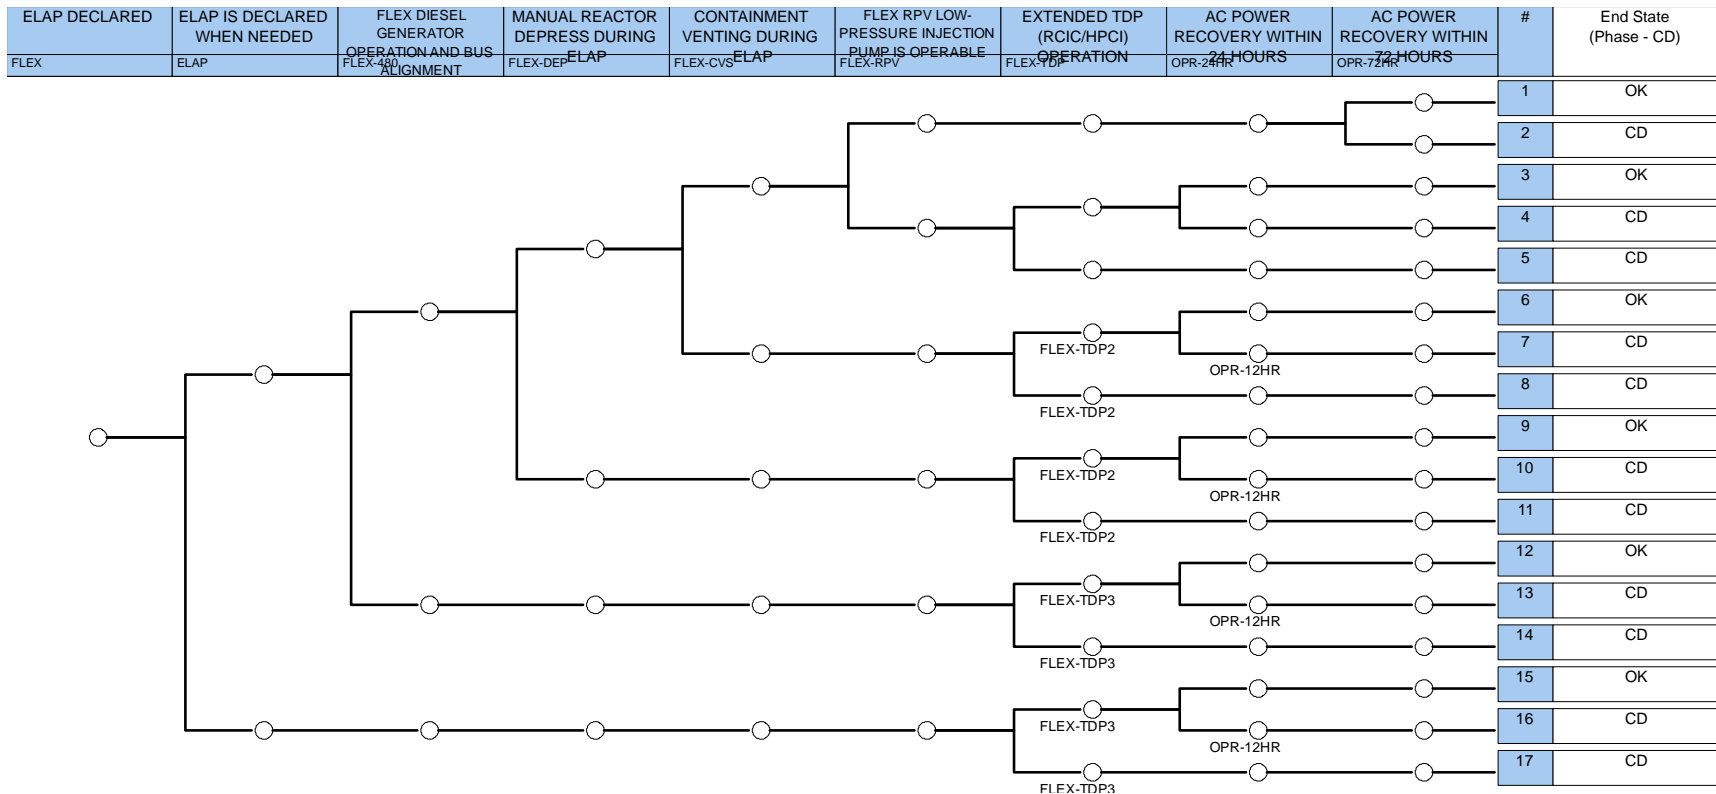 ELAP DECLARED
ELAP IS DECLARED
WHEN NEEDED
FLEX DIESEL
GENERATOR
OPERATION AND BUS
ALIGNMENT
MANUAL REACTOR
DEPRESS DURING
ELAP
CONTAINMENT
VENTING DURING
ELAP
FLEX RPV LOW-
PRESSURE INJECTION
PUMP IS OPERABLE
EXTENDED TDP
(RCIC/HPCI)
OPERATION
AC POWER
RECOVERY WITHIN
24 HOURS
AC POWER
RECOVERY WITHIN
72 HOURS
#
End State
(Phase - CD)
FLEX
ELAP
FLEX-480
FLEX-DEP
FLEX-CVS
FLEX-RPV
FLEX-TDP
OPR-24HR
OPR-72HR
1 OK
2 CD
3 OK
4 CD
5 CD
6 OK
FLEX-TDP2
7 CD
OPR-12HR
8 CD
FLEX-TDP2
9 OK
FLEX-TDP2
10 CD
OPR-12HR
11 CD
FLEX-TDP2
12 OK
FLEX-TDP3
13 CD
OPR-12HR
14 CD
FLEX-TDP3
15 OK
FLEX-TDP3
16 CD
OPR-12HR
17 CD
FLEX-TDP3